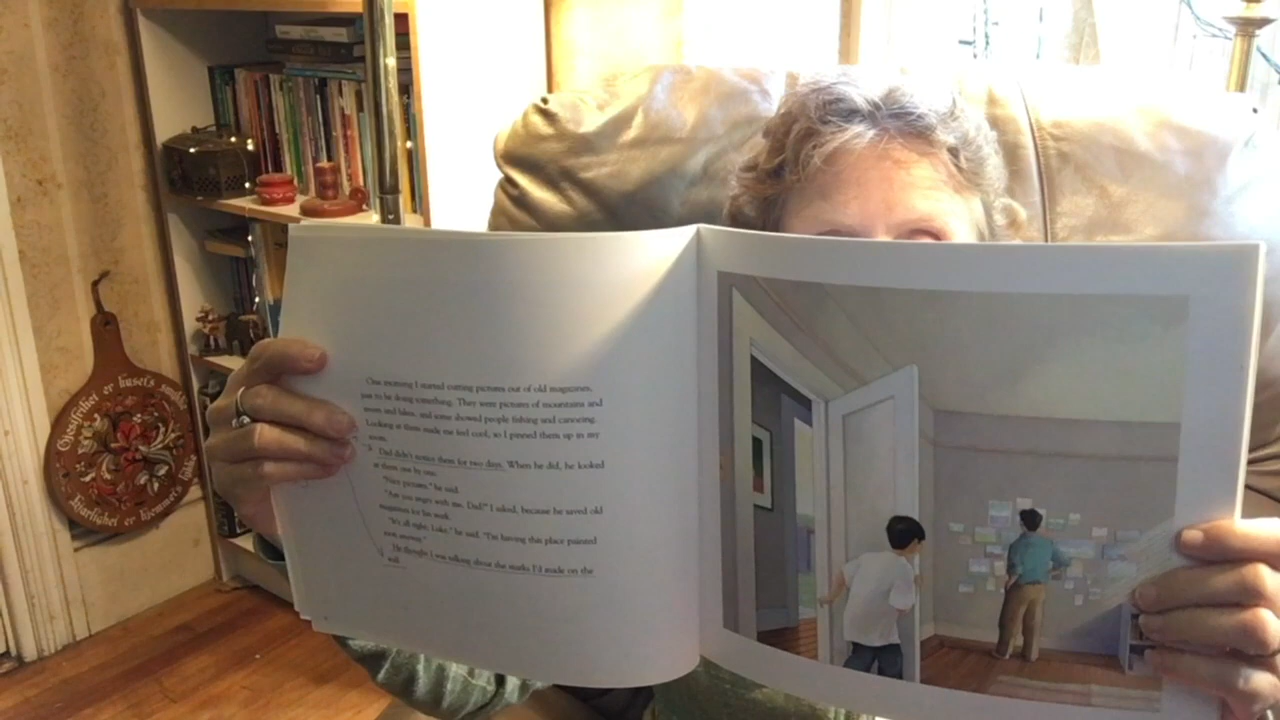 One morning I started cutting pictures out of old magazines,
just to be doing something. They were pictures of mountains and
rivers and lakes, and some showed people fishing and canoeing.
Looking at them made me feel cool, so I pinned them up in my
room.
Dad didn't notice them for two days. When he did, he looked
at them one by one.
"Nice pictures," he said.
"Are you angry with me, Dad?" I asked, because he saved old
magazines for his work.
"It's all right, Luke," he said. "I'm having this place painted
soon anyway."
He thought I was talking about the marks I'd made on the
wall.
Gjestfrihet er husets smykke
Kjærlighet er hjemmets lykke